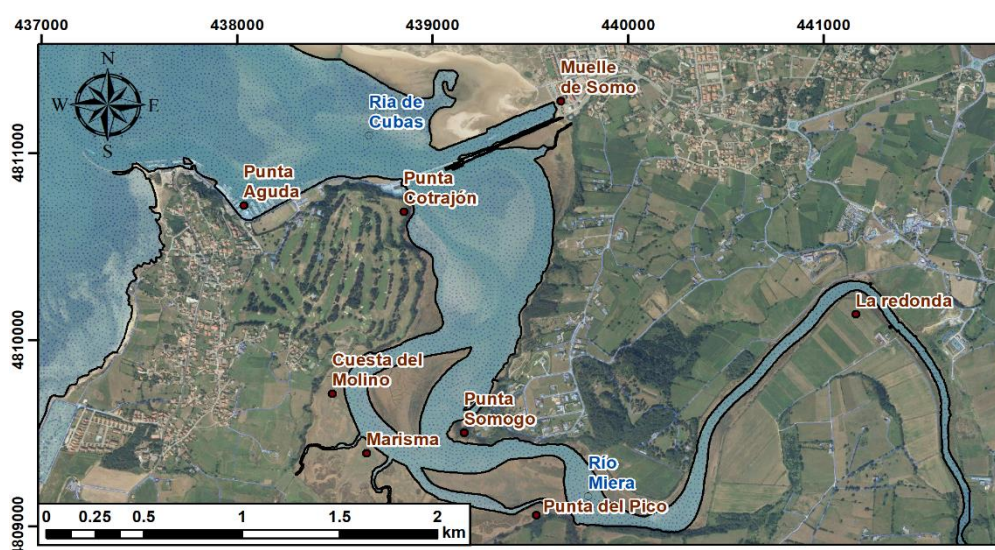 437000
438000
439000
440000
441000
N
W
E
S
Muelle
de Somo
Ría de
Cubas
4811000
Punta
Aguda
Punta
Cotrajón
La redonda
4810000
Cuesta del
Molino
Punta
Somogo
Marisma
Río
Miera
Punta del Pico
0
0.25
0.5
1
1.5
2
km
4809000